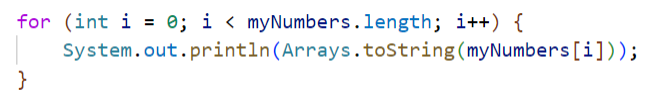 for (int i = 0; i < myNumbers.length; i++) {
    System.out.println(Arrays.toString(myNumbers[i]));
}